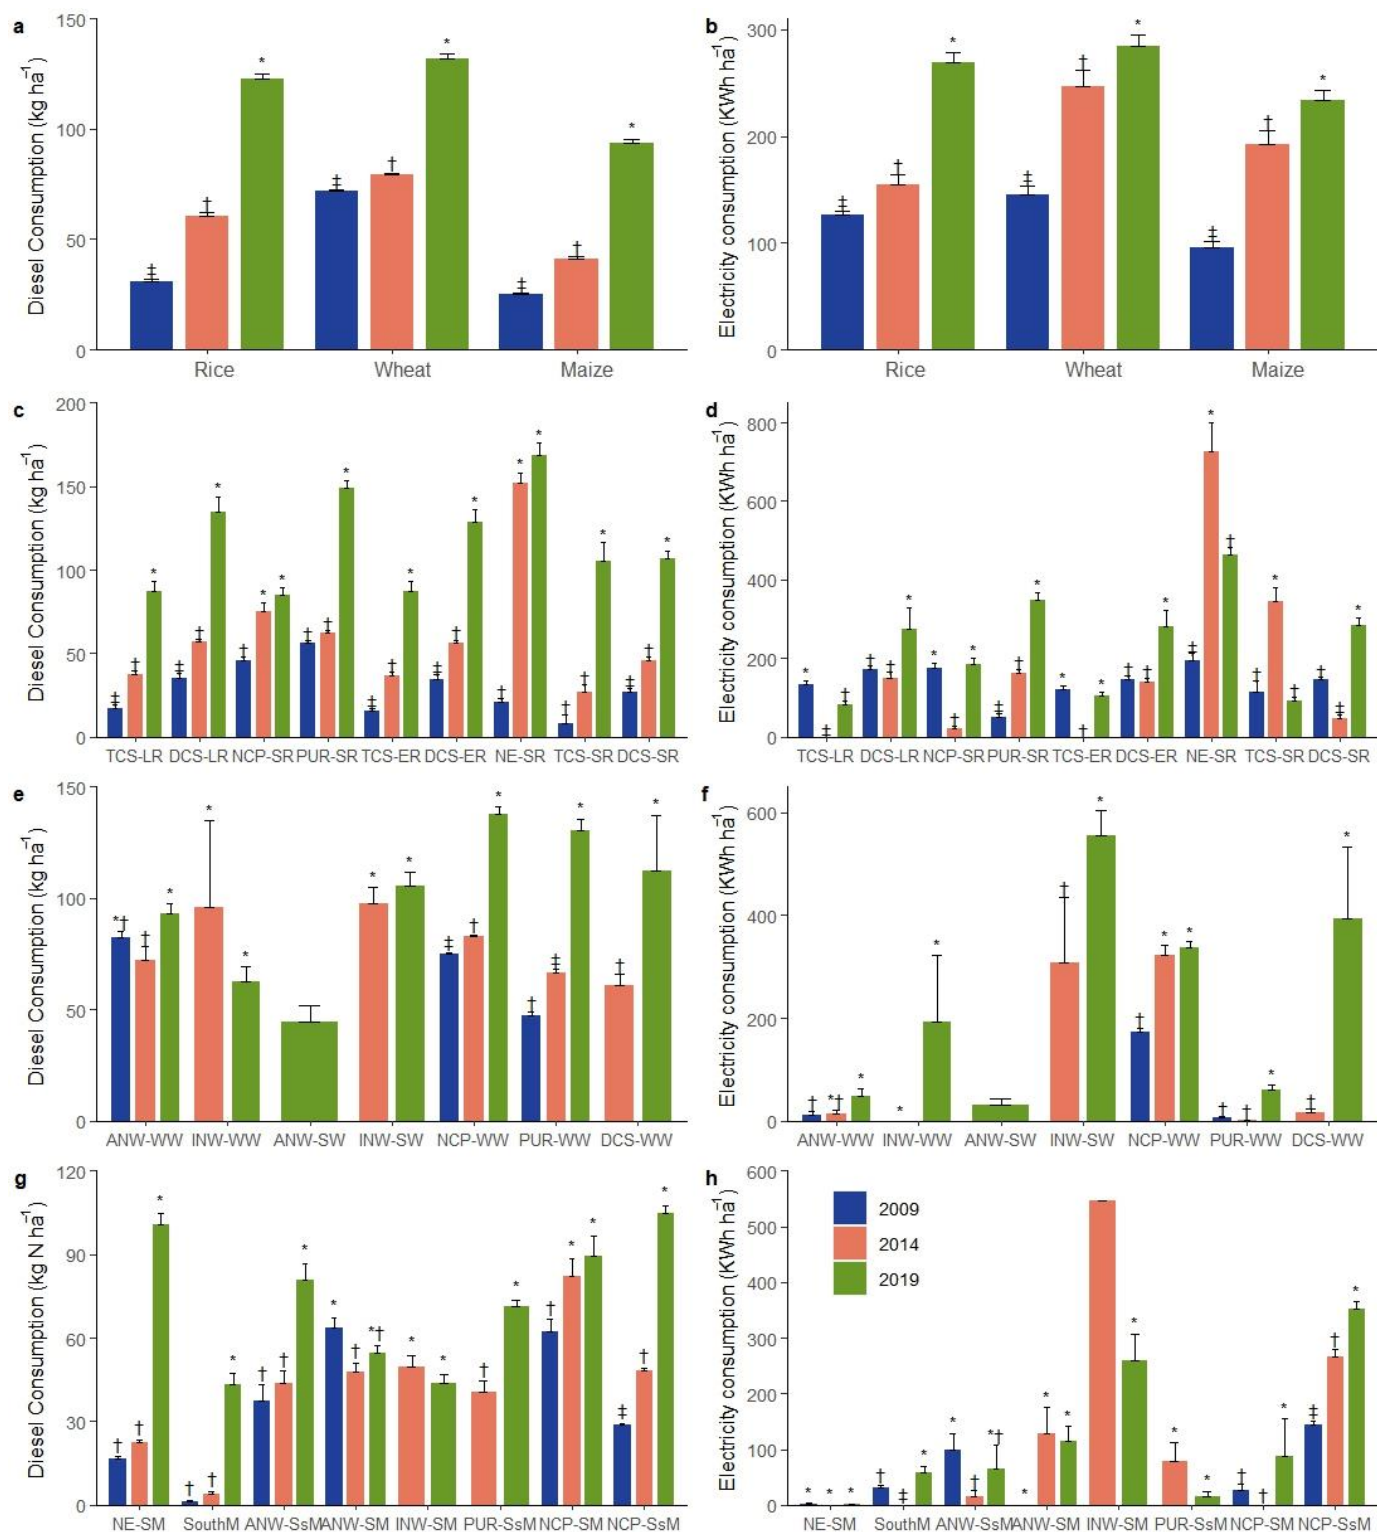 a
Diesel Consumption (kg ha⁻¹)
150
100
50
0
‡ † *
‡ † *
‡ † *
Rice Wheat Maize
b
Electricity consumption (KWh ha⁻¹)
300
200
100
0
‡ † *
‡ † *
‡ † *
Rice Wheat Maize
c
Diesel Consumption (kg ha⁻¹)
200
150
100
50
0
TCS-LR DCS-LR NCP-SR PUR-SR TCS-ER DCS-ER NE-SR TCS-SR DCS-SR
d
Electricity consumption (KWh ha⁻¹)
800
600
400
200
0
TCS-LR DCS-LR NCP-SR PUR-SR TCS-ER DCS-ER NE-SR TCS-SR DCS-SR
e
Diesel Consumption (kg ha⁻¹)
150
100
50
0
ANW-WW INW-WW ANW-SW INW-SW NCP-WW PUR-WW DCS-WW
f
Electricity consumption (KWh ha⁻¹)
600
400
200
0
ANW-WW INW-WW ANW-SW INW-SW NCP-WW PUR-WW DCS-WW
g
Diesel Consumption (kg N ha⁻¹)
120
90
60
30
0
NE-SM SouthM ANW-SsM ANW-SM INW-SM PUR-SsM NCP-SM NCP-SsM
h
Electricity consumption (KWh ha⁻¹)
600
500
400
300
200
100
0
2009
2014
2019
NE-SM SouthM ANW-SsM ANW-SM INW-SM PUR-SsM NCP-SM NCP-SsM